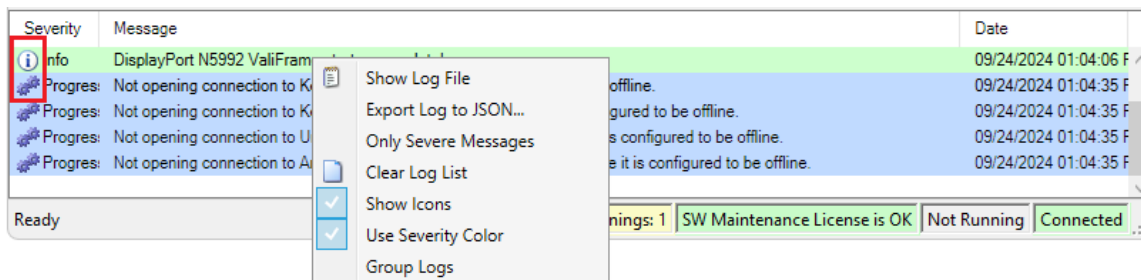 Severity Message Date
Info DisplayPort N5992 ValiFram 09/24/2024 01:04:06
Progres Not opening connection to offline. 09/24/2024 01:04:35
Progres Not opening connection to gured to be offline. 09/24/2024 01:04:35
Progres Not opening connection to s configured to be offline. 09/24/2024 01:04:35
Progres Not opening connection to e it is configured to be offline. 09/24/2024 01:04:35
Show Log File
Export Log to JSON...
Only Severe Messages
Clear Log List
Show Icons
Use Severity Color
Group Logs
Ready nings: 1 SW Maintenance License is OK Not Running Connected